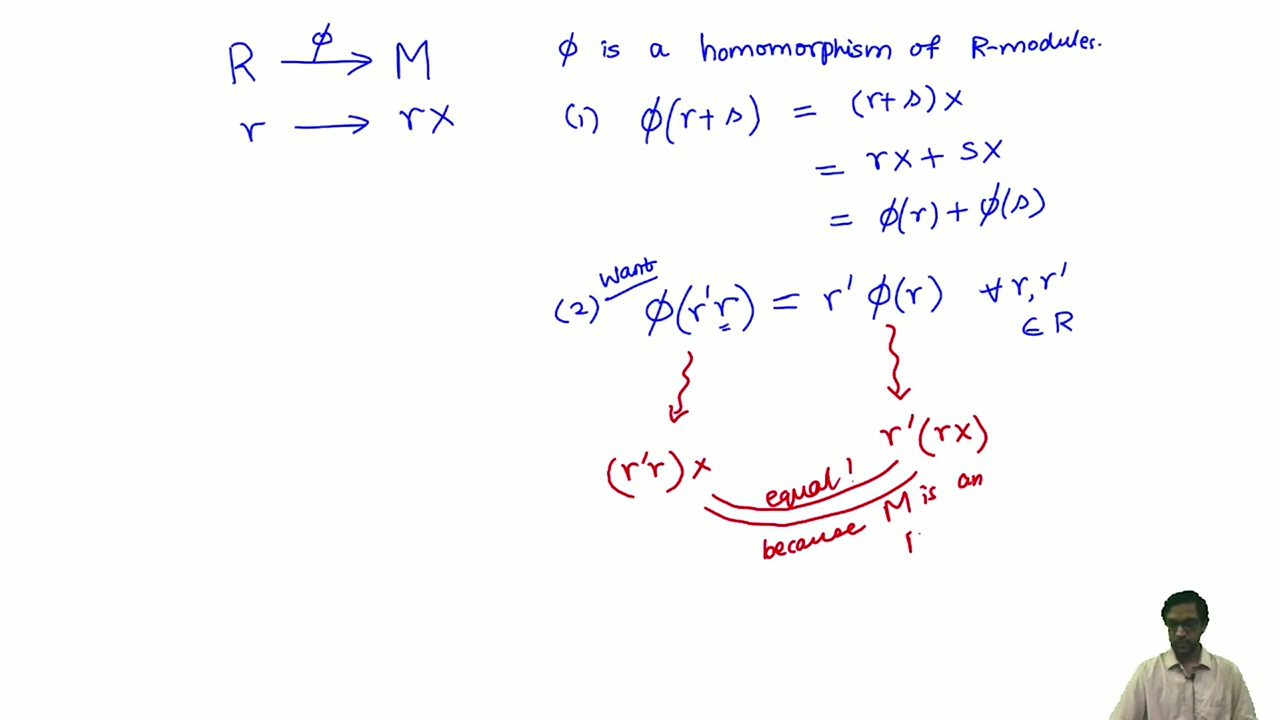 R —ϕ→ M
r ⟶ rx
ϕ is a homomorphism of R-modules.
(1) ϕ(r+s) = (r+s)x
= rx + sx
= ϕ(r) + ϕ(s)
(2) Want ϕ(r'r) = r' ϕ(r) ∀ r, r'
∈ R
(r'r)x
r'(rx)
equal!
because M is an